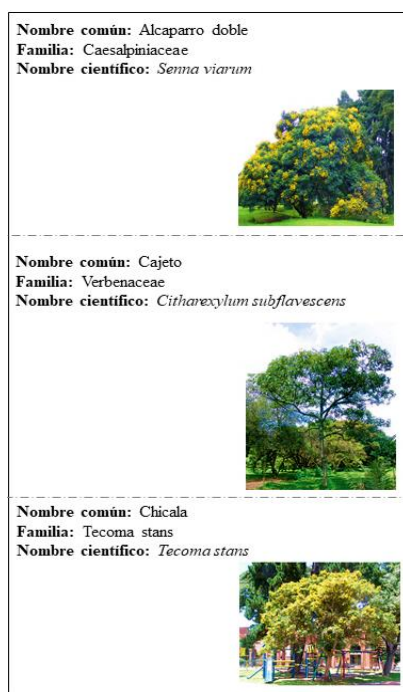 Nombre común: Alcaparro doble
Familia: Caesalpiniaceae
Nombre científico: Senna viarum
Nombre común: Cajeto
Familia: Verbenaceae
Nombre científico: Citharexylum subflavescens
Nombre común: Chicala
Familia: Tecoma stans
Nombre científico: Tecoma stans